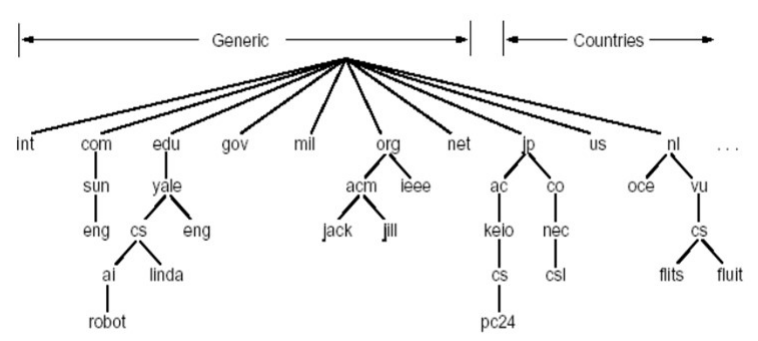 Generic Countries
int com edu gov mil org net jp us nl ...
sun yale acm ieee ac co oce vu
eng cs eng jack jill keio nec cs
ai linda cs csl flits fluit
robot pc24